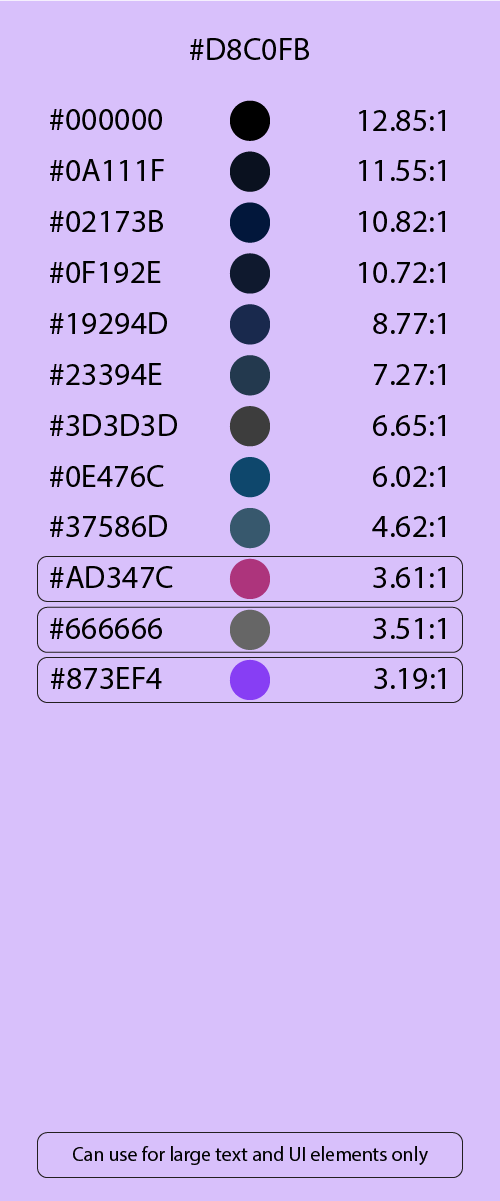 #D8C0FB
#000000 12.85:1
#0A111F 11.55:1
#02173B 10.82:1
#0F192E 10.72:1
#19294D 8.77:1
#23394E 7.27:1
#3D3D3D 6.65:1
#0E476C 6.02:1
#37586D 4.62:1
#AD347C 3.61:1
#666666 3.51:1
#873EF4 3.19:1
Can use for large text and UI elements only